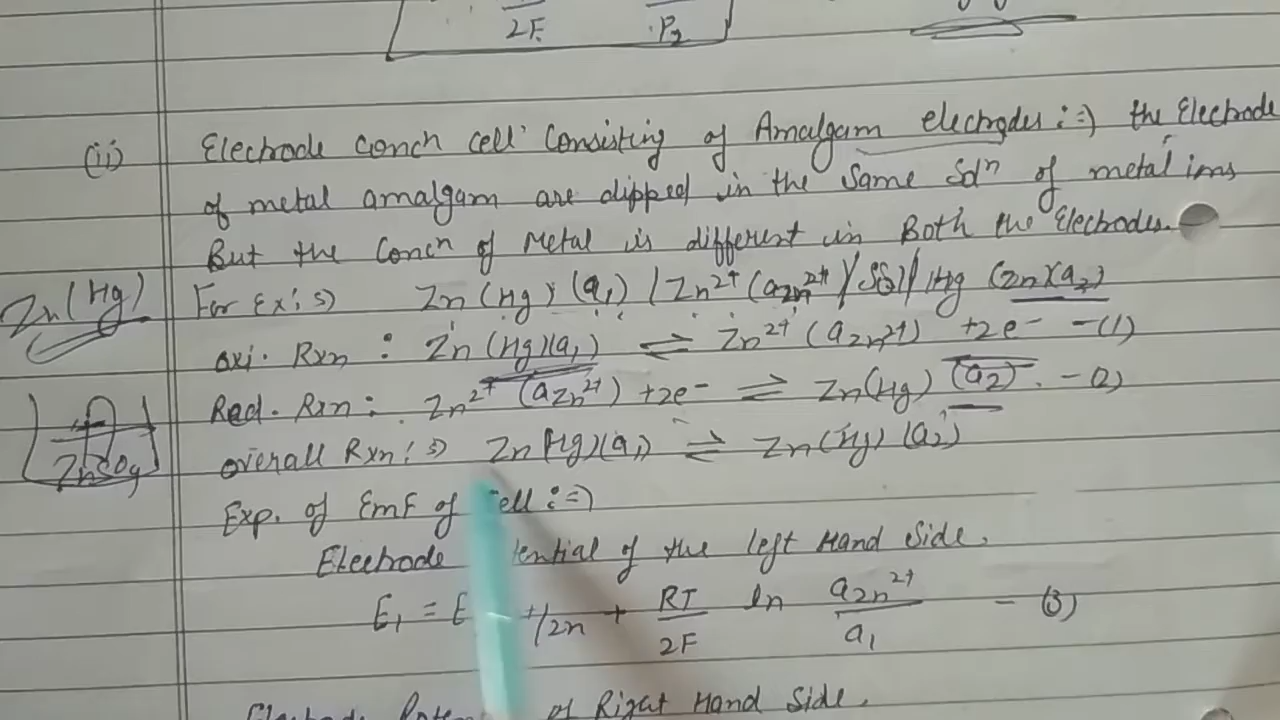 2F P2
(ii) Electrode Concn cell Consisting of Amalgam electrodes :=) the Electrode
of metal amalgam are dipped in the Same Soln of metal ions
But the Concn of Metal is different in Both the Electrodes.
Zn(Hg)
For Ex:s) Zn(Hg)(a1) / Zn2+ (aZn2+) // Hg (Zn)(a2)
oxi. Rxn : Zn(Hg)(a1) ⇌ Zn2+ (aZn2+) +2e- -(1)
Red. Rxn : Zn2+ (aZn2+) +2e- ⇌ Zn(Hg) (a2) - 2)
ZnSO4
overall Rxn:s) Zn(Hg)(a1) ⇌ Zn(Hg)(a2)
Exp. of EmF of cell :=)
Electrode of the left Hand Side.
E1 = E +/Zn + RT/2F ln aZn2+/a1 - (3)
of Right Hand Side.